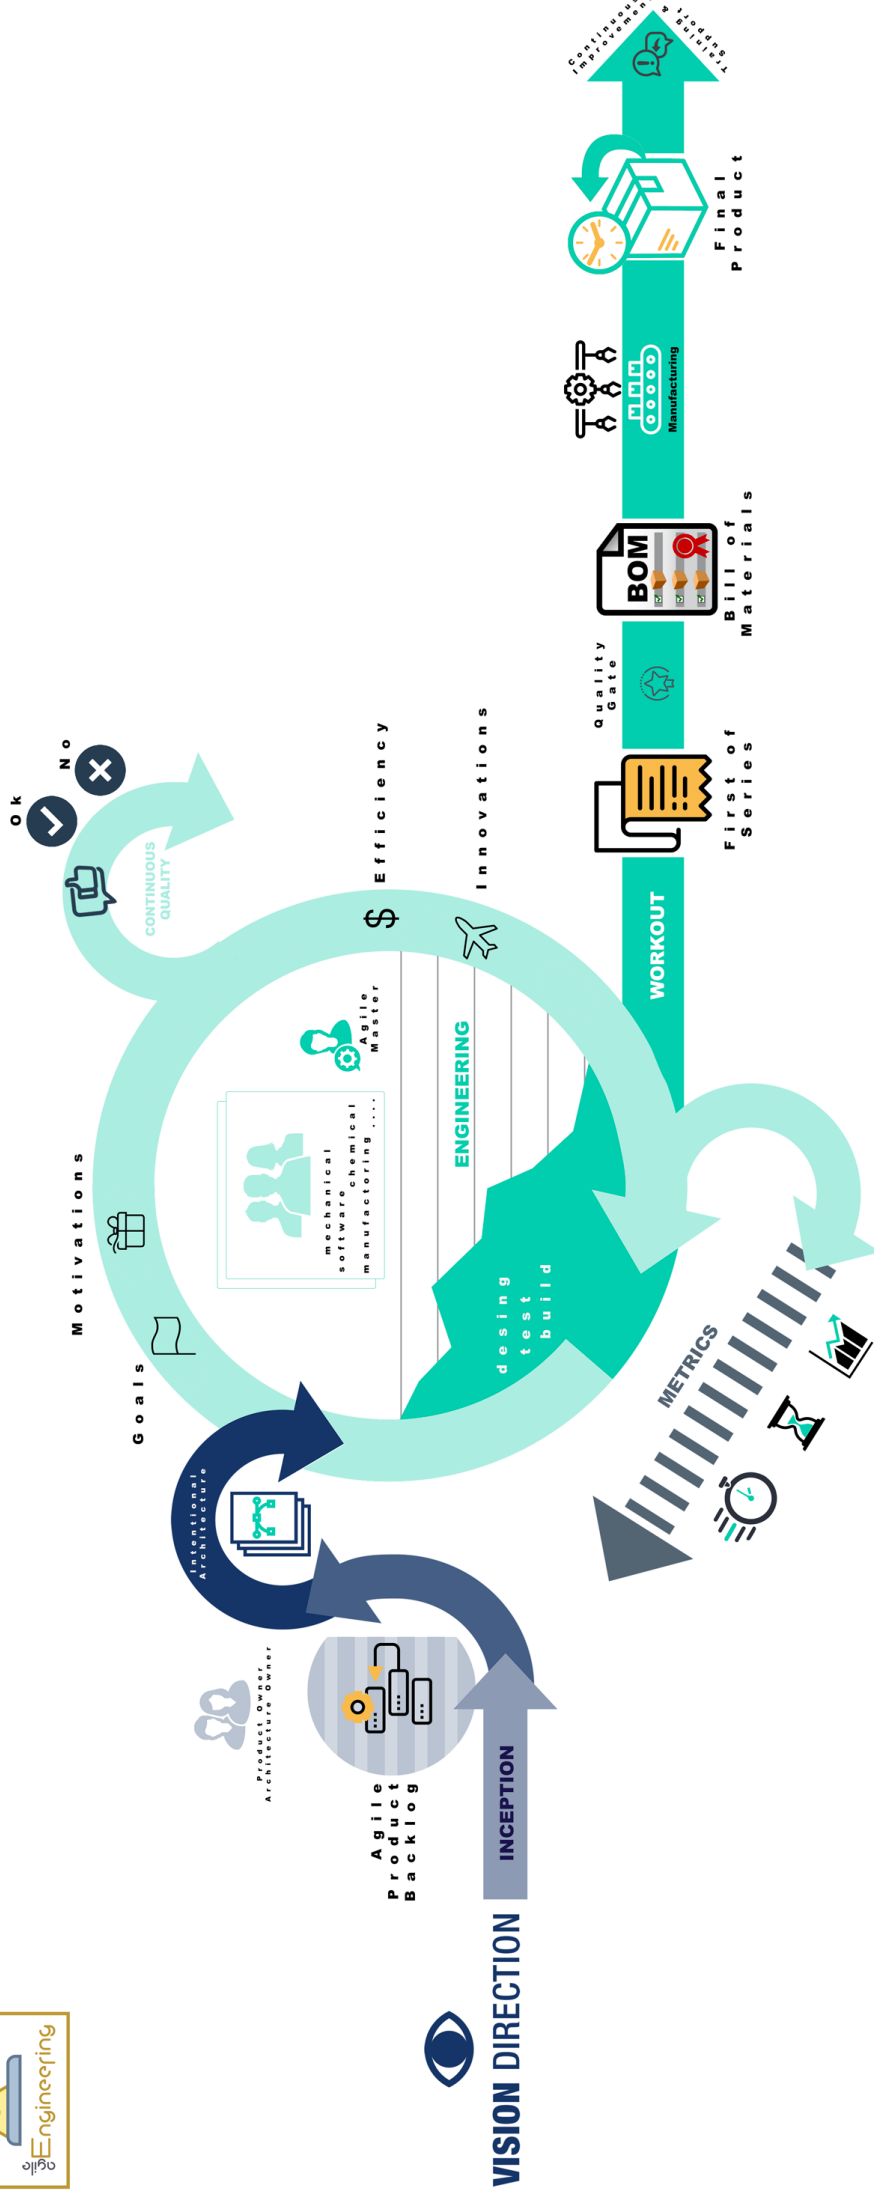 agile
Engineering
VISION DIRECTION
INCEPTION
Agile
Product
Backlog
Product Owner
Architecture Owner
Intentional
Architecture
Goals
Motivations
CONTINUOUS
QUALITY
Ok
No
$ Efficiency
Innovations
Agile
Master
mechanical
software
chemical
manufactoring ....
ENGINEERING
desing
test
build
METRICS
WORKOUT
First of
Series
Quality
Gate
BOM
Bill of
Materials
Manufacturing
Final
Product
Continuous
Improvement
&
Training
Support